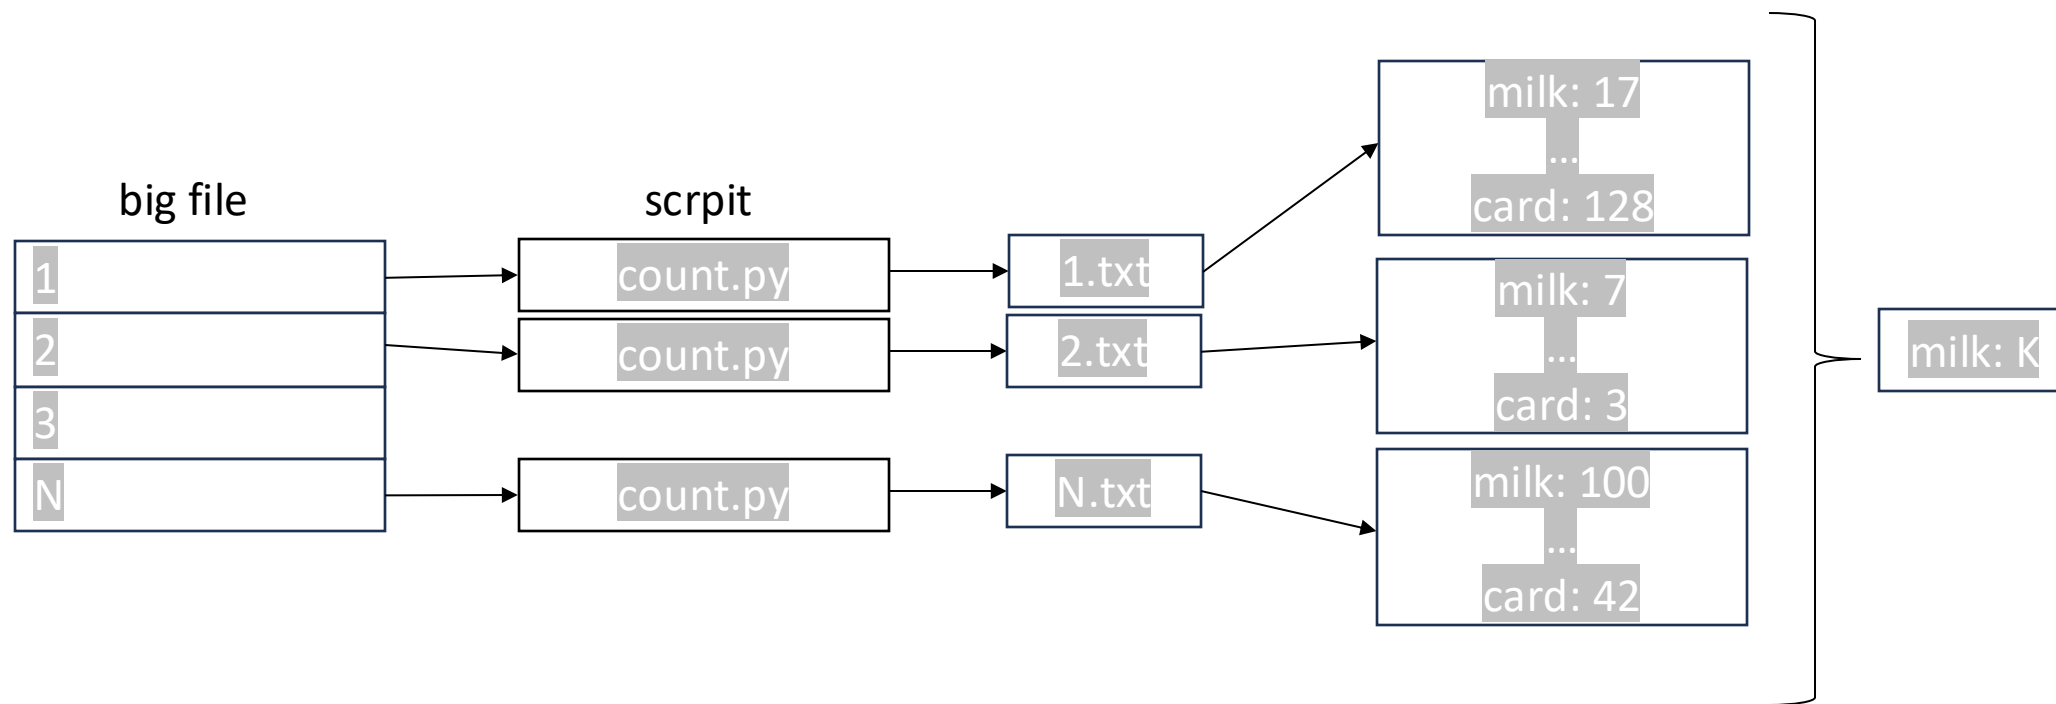 big file
1
2
3
N
scrpit
count.py
count.py
count.py
1.txt
2.txt
N.txt
milk: 17
...
card: 128
milk: 7
...
card: 3
milk: 100
...
card: 42
milk: K